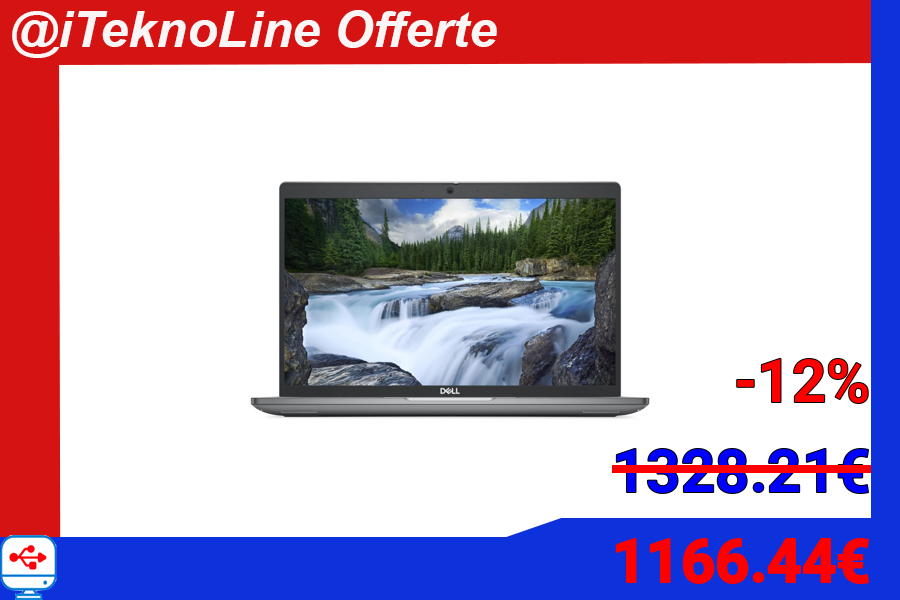 @iTeknoLine Offerte
DELL
-12%
1328.21€
1166.44€